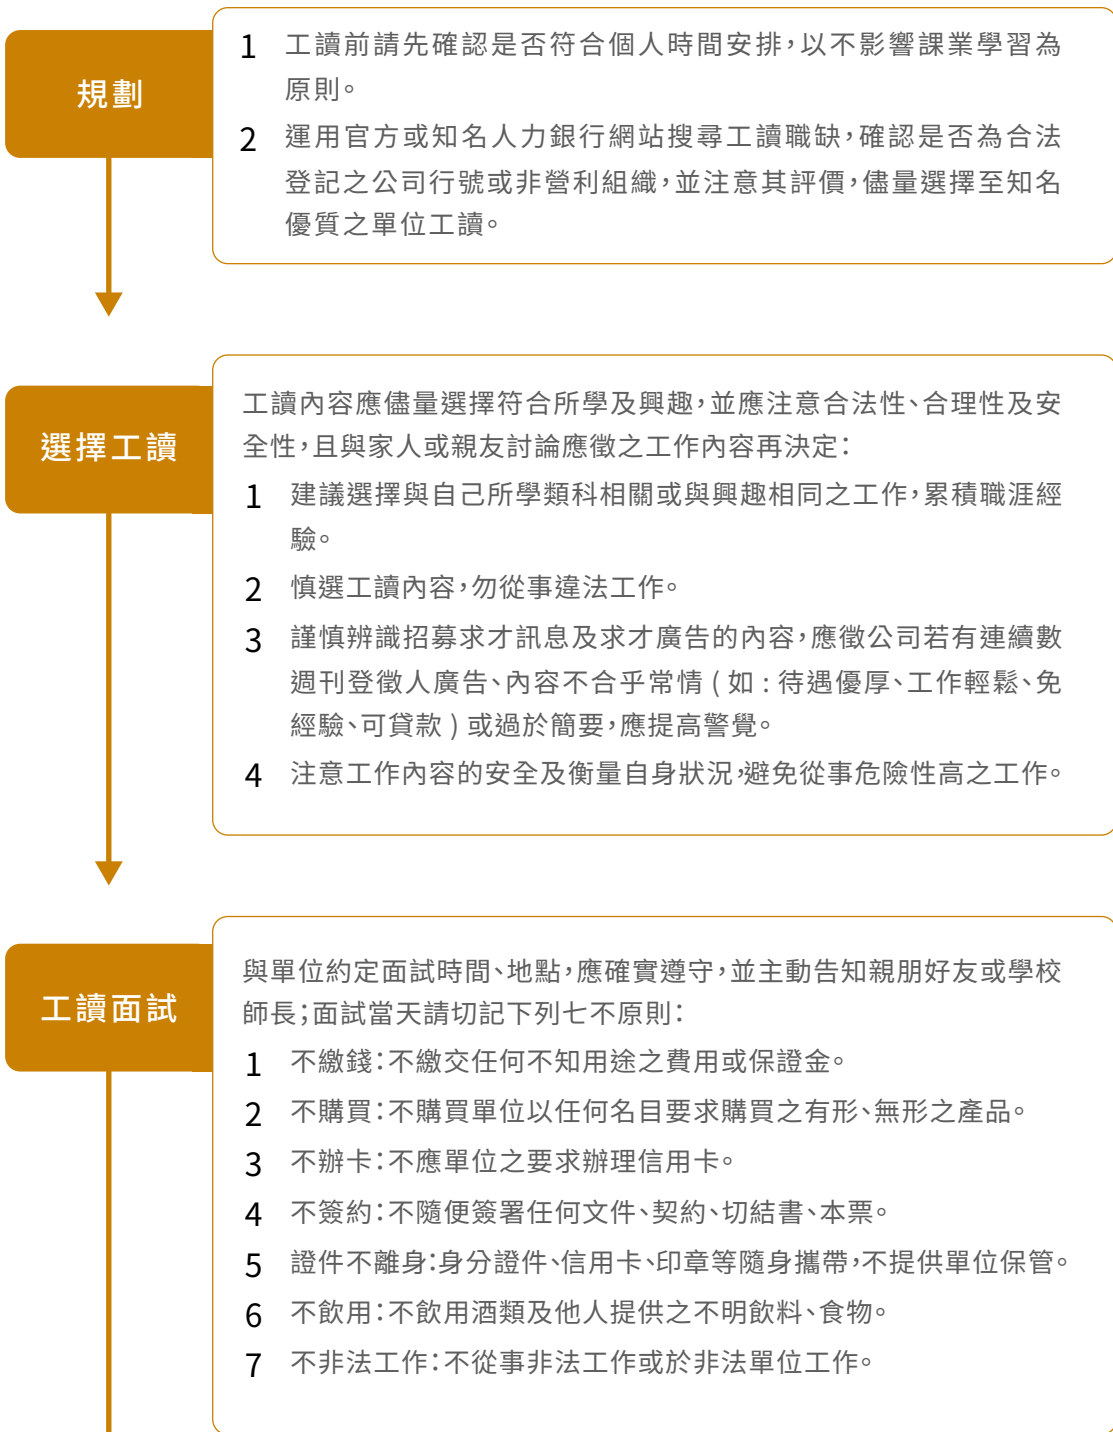 規劃
1 工讀前請先確認是否符合個人時間安排，以不影響課業學習為
原則。
2 運用官方或知名人力銀行網站搜尋工讀職缺，確認是否為合法
登記之公司行號或非營利組織，並注意其評價，儘量選擇至知名
優質之單位工讀。
選擇工讀
工讀內容應儘量選擇符合所學及興趣，並應注意合法性、合理性及安
全性，且與家人或親友討論應徵之工作內容再決定：
1 建議選擇與自己所學類科相關或與興趣相同之工作，累積職涯經
驗。
2 慎選工讀內容，勿從事違法工作。
3 謹慎辨識招募求才訊息及求才廣告的內容，應徵公司若有連續數
週刊登徵人廣告、內容不合乎常情 ( 如 : 待遇優厚、工作輕鬆、免
經驗、可貸款 ) 或過於簡要，應提高警覺。
4 注意工作內容的安全及衡量自身狀況，避免從事危險性高之工作。
工讀面試
與單位約定面試時間、地點，應確實遵守，並主動告知親朋好友或學校
師長；面試當天請切記下列七不原則：
1 不繳錢：不繳交任何不知用途之費用或保證金。
2 不購買：不購買單位以任何名目要求購買之有形、無形之產品。
3 不辦卡：不應單位之要求辦理信用卡。
4 不簽約：不隨便簽署任何文件、契約、切結書、本票。
5 證件不離身：身分證件、信用卡、印章等隨身攜帶，不提供單位保管。
6 不飲用：不飲用酒類及他人提供之不明飲料、食物。
7 不非法工作：不從事非法工作或於非法單位工作。